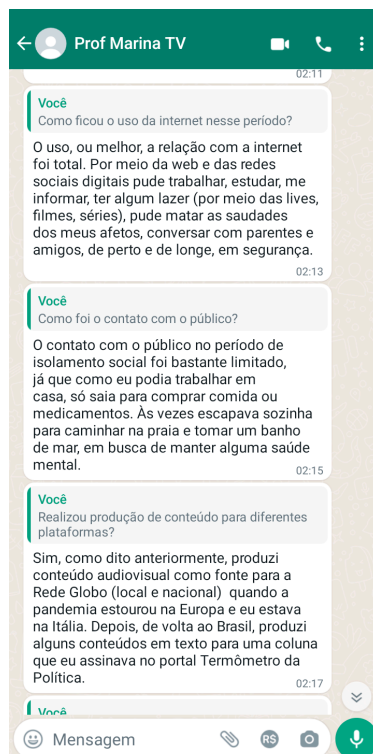 Prof Marina TV
02:11
Você
Como ficou o uso da internet nesse período?
O uso, ou melhor, a relação com a internet
foi total. Por meio da web e das redes
sociais digitais pude trabalhar, estudar, me
informar, ter algum lazer (por meio das lives,
filmes, séries), pude matar as saudades
dos meus afetos, conversar com parentes e
amigos, de perto e de longe, em segurança.
02:13
Você
Como foi o contato com o público?
O contato com o público no período de
isolamento social foi bastante limitado,
já que como eu podia trabalhar em
casa, só saia para comprar comida ou
medicamentos. Às vezes escapava sozinha
para caminhar na praia e tomar um banho
de mar, em busca de manter alguma saúde
mental.
02:15
Você
Realizou produção de conteúdo para diferentes
plataformas?
Sim, como dito anteriormente, produzi
conteúdo audiovisual como fonte para a
Rede Globo (local e nacional)  quando a
pandemia estourou na Europa e eu estava
na Itália. Depois, de volta ao Brasil, produzi
alguns conteúdos em texto para uma coluna
que eu assinava no portal Termômetro da
Política.
02:17
Você
Mensagem
R$